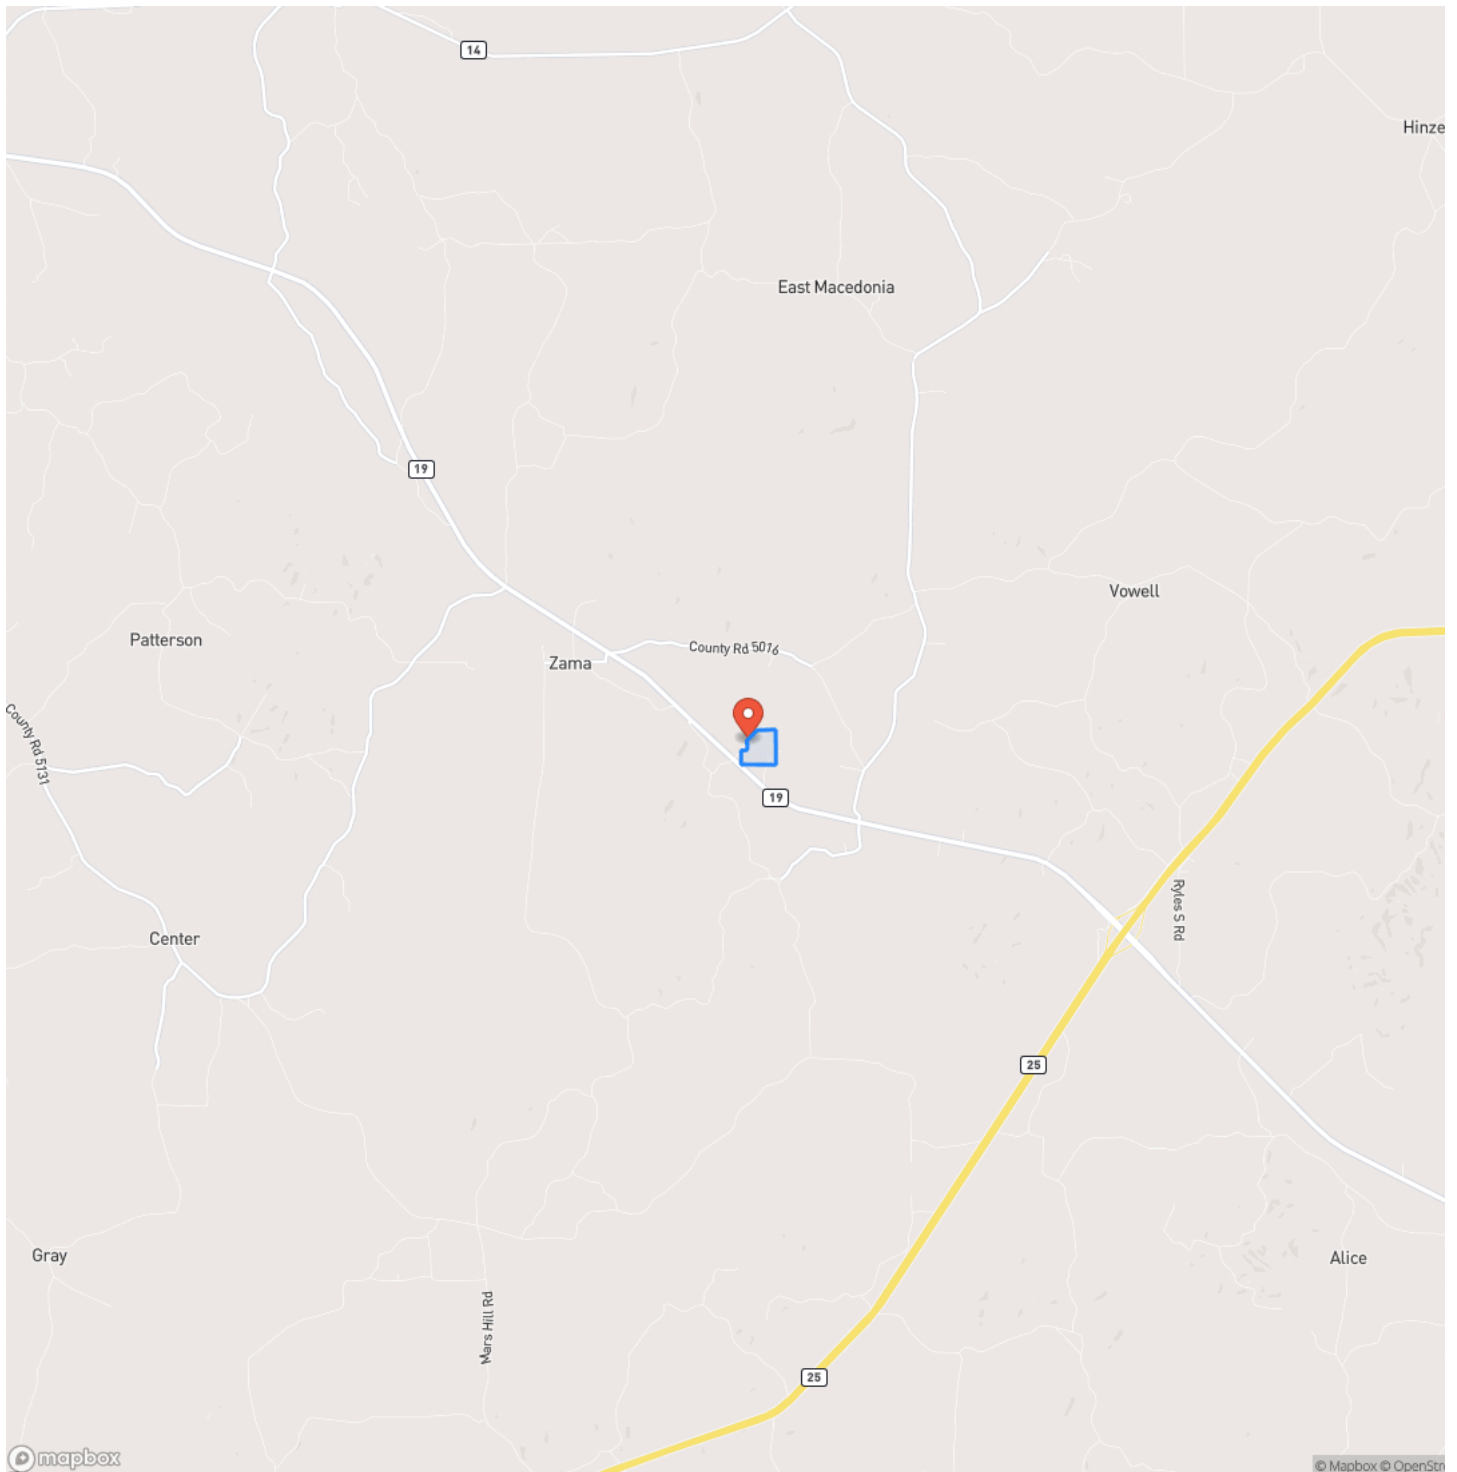 14
Hinze
East Macedonia
19
Vowell
Patterson
County Rd 5016
Zama
County Rd 5131
19
Ryles S Rd
Center
25
Gray
Alice
Mars Hill Rd
25
mapbox
© Mapbox © OpenStr